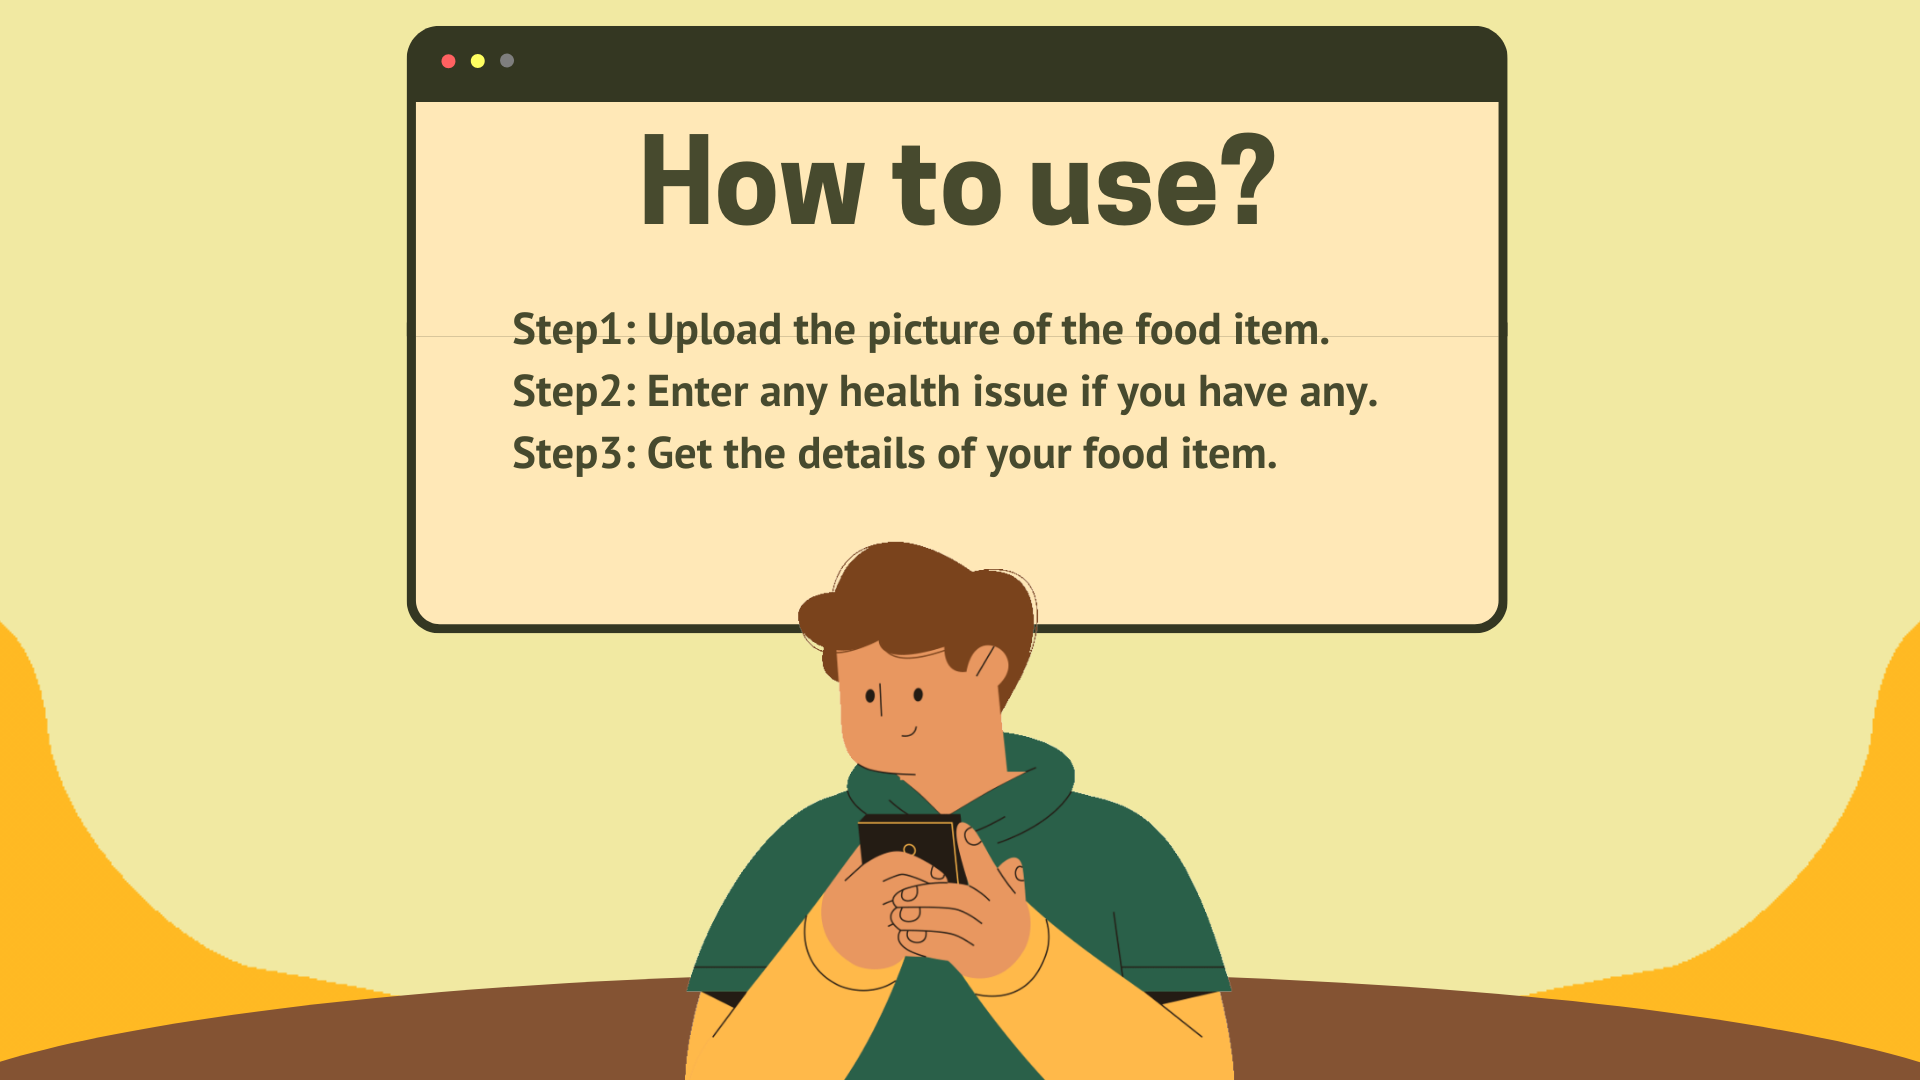 How to use?
Step1: Upload the picture of the food item.
Step2: Enter any health issue if you have any.
Step3: Get the details of your food item.